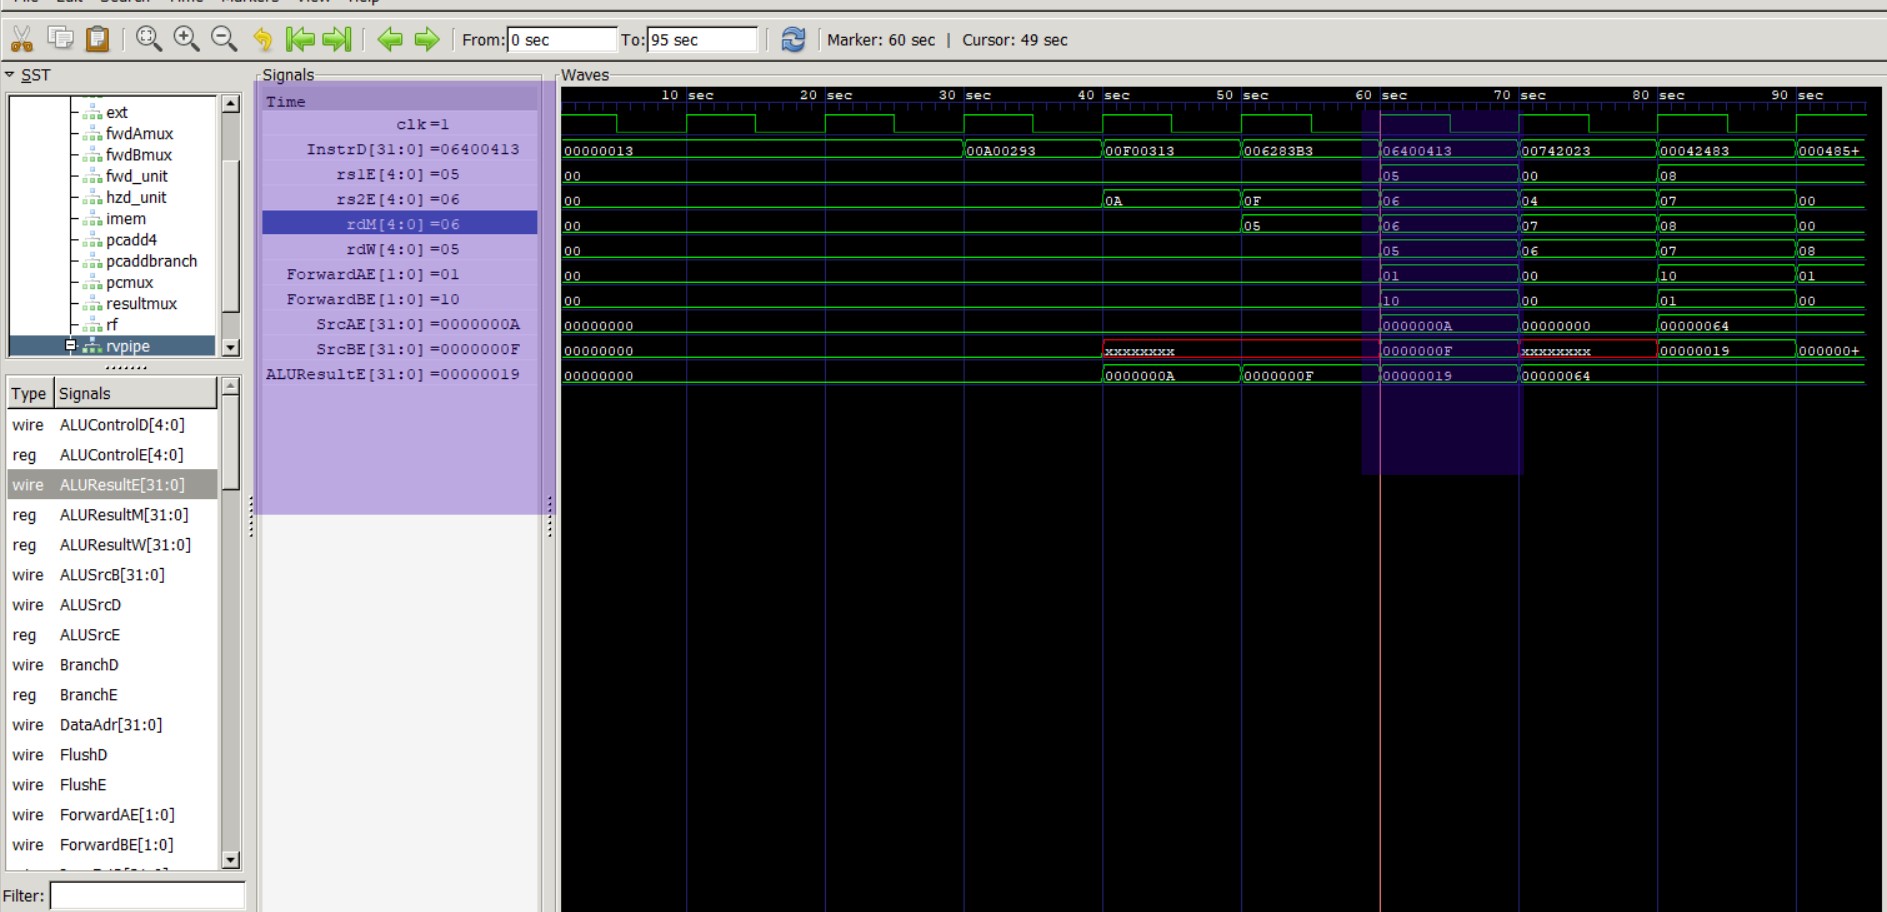 From: 0 sec To: 95 sec Marker: 60 sec | Cursor: 49 sec
SST
ext
fwdAmux
fwdBmux
fwd_unit
hzd_unit
imem
pcadd4
pcaddbranch
pcmux
resultmux
rf
rvpipe
Type Signals
wire ALUControlD[4:0]
reg ALUControlE[4:0]
wire ALUResultE[31:0]
reg ALUResultM[31:0]
reg ALUResultW[31:0]
wire ALUSrcB[31:0]
wire ALUSrcD
reg ALUSrcE
wire BranchD
reg BranchE
wire DataAdr[31:0]
wire FlushD
wire FlushE
wire ForwardAE[1:0]
wire ForwardBE[1:0]
Filter:
Signals
Time
clk=1
InstrD[31:0]=06400413
rs1E[4:0]=05
rs2E[4:0]=06
rdM[4:0]=06
rdW[4:0]=05
ForwardAE[1:0]=01
ForwardBE[1:0]=10
SrcAE[31:0]=0000000A
SrcBE[31:0]=0000000F
ALUResultE[31:0]=00000019
Waves
10 sec 20 sec 30 sec 40 sec 50 sec 60 sec 70 sec 80 sec 90 sec
00000013 00A00293 00F00313 006283B3 06400413 00742023 00042483 000485+
00 05 00 08
00 0A 0F 06 04 07 00
00 05 06 07 08 00
00 05 06 07 08
00 01 00 10 01
00 10 00 01 00
00000000 0000000A 00000000 00000064
00000000 xxxxxxxx 0000000F xxxxxxxx 00000019 000000+
00000000 0000000A 0000000F 00000019 00000064